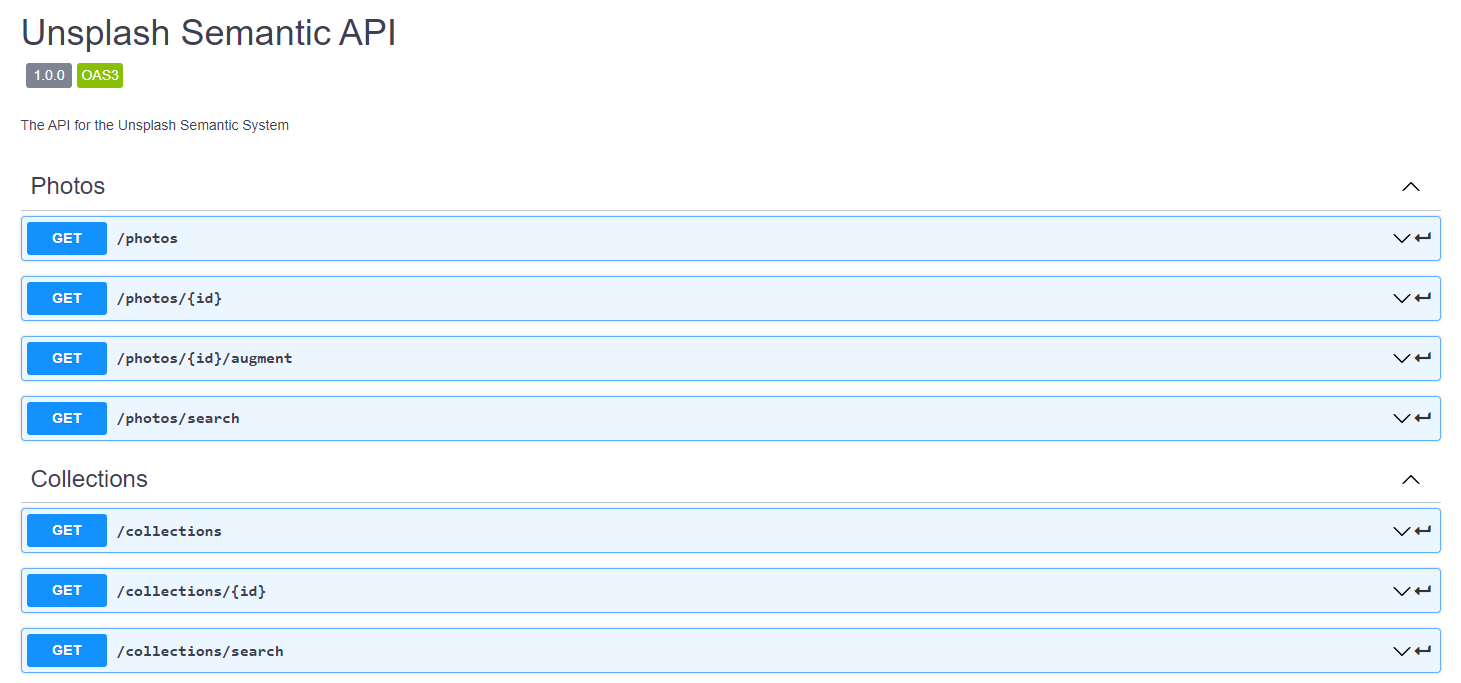 Unsplash Semantic API
1.0.0 OAS3
The API for the Unsplash Semantic System
Photos
GET /photos
GET /photos/{id}
GET /photos/{id}/augment
GET /photos/search
Collections
GET /collections
GET /collections/{id}
GET /collections/search